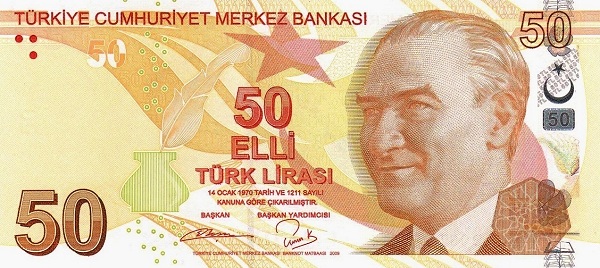 TÜRKİYE CUMHURİYET MERKEZ BANKASI
50
50
50
50
ELLİ
TÜRK LİRASI
14 OCAK 1970 TARİH VE 1211 SAYILI
KANUNA GÖRE ÇIKARILMIŞTIR.
BAŞKAN BAŞKAN YARDIMCISI
50
TÜRKİYE CUMHURİYET MERKEZ BANKASI BANKNOT MATBAASI 2009